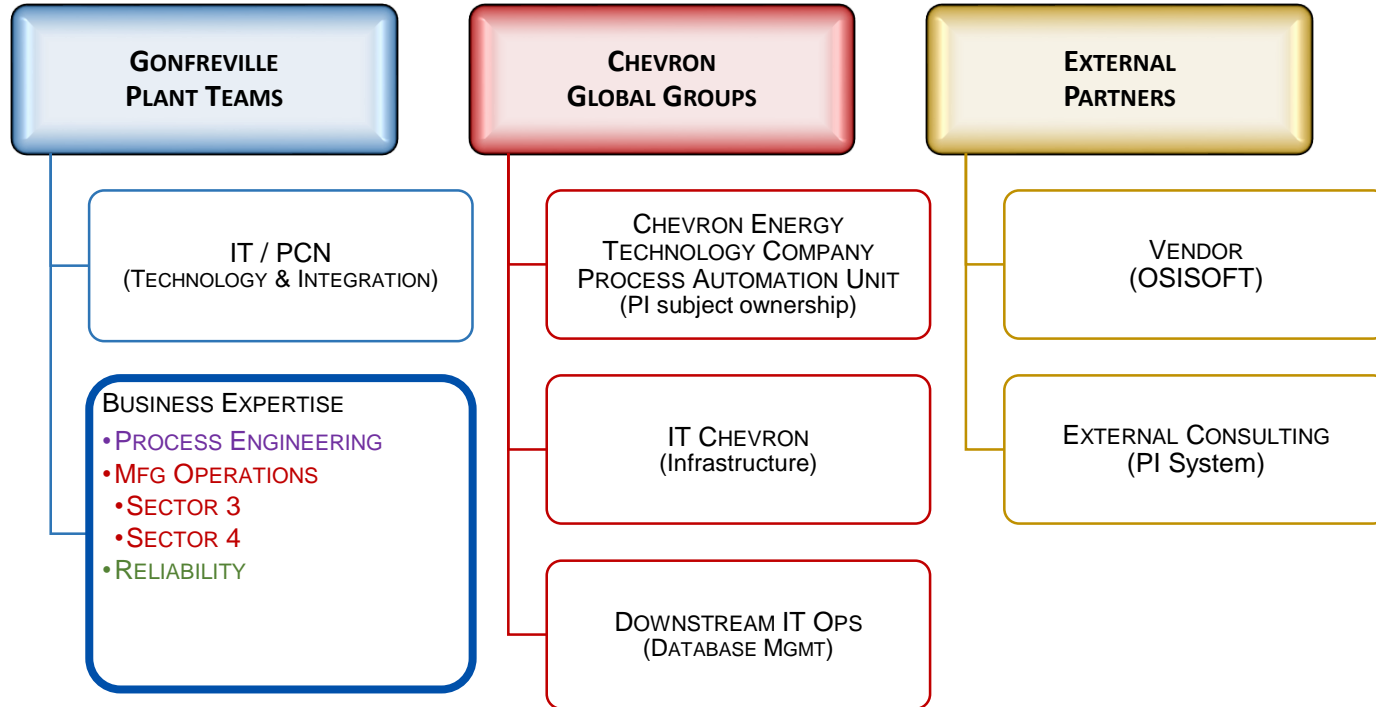 GONFREVILLE
PLANT TEAMS
IT / PCN
(TECHNOLOGY & INTEGRATION)
BUSINESS EXPERTISE
•PROCESS ENGINEERING
•MFG OPERATIONS
•SECTOR 3
•SECTOR 4
•RELIABILITY
CHEVRON
GLOBAL GROUPS
CHEVRON ENERGY
TECHNOLOGY COMPANY
PROCESS AUTOMATION UNIT
(PI subject ownership)
IT CHEVRON
(Infrastructure)
DOWNSTREAM IT OPS
(DATABASE MGMT)
EXTERNAL
PARTNERS
VENDOR
(OSISOFT)
EXTERNAL CONSULTING
(PI System)